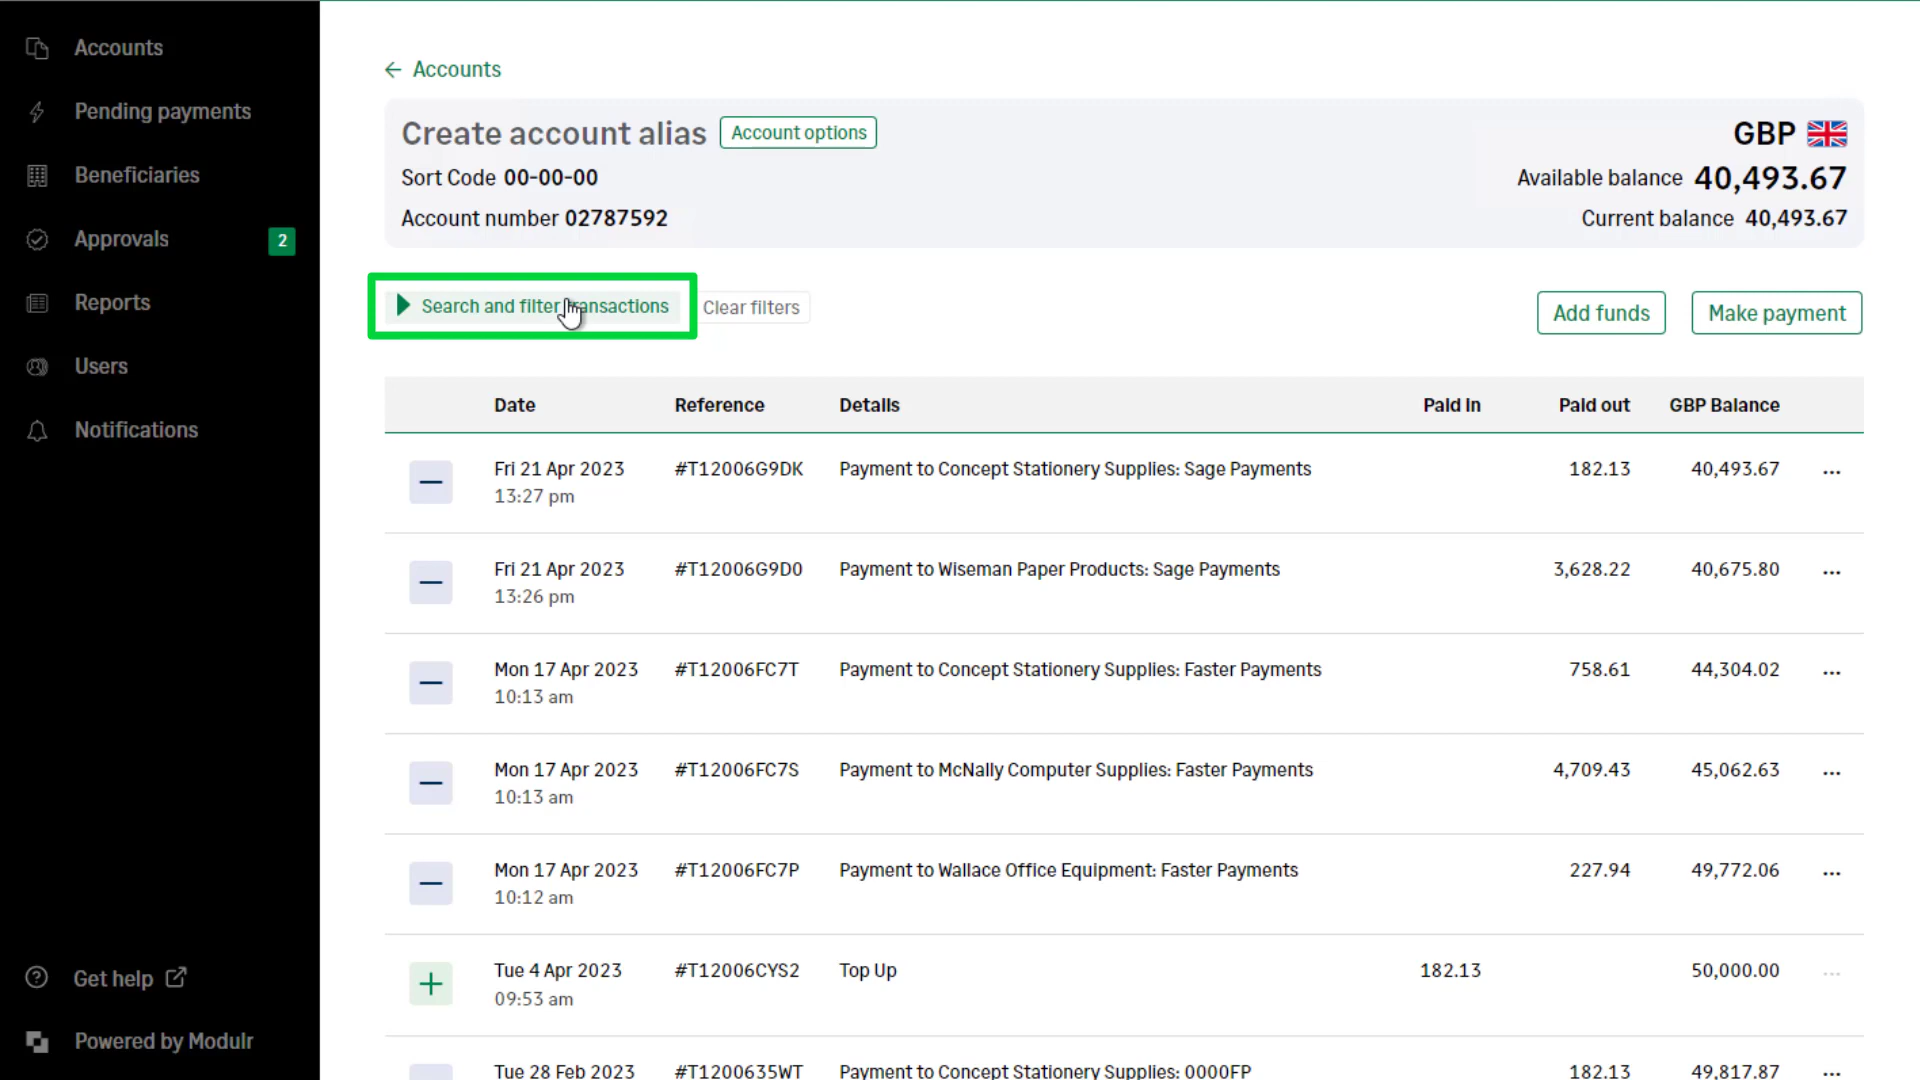 Accounts
Pending payments
Beneficiaries
Approvals 2
Reports
Users
Notifications
Get help
Powered by Modulr
← Accounts
Create account alias Account options GBP
Sort Code 00-00-00 Available balance 40,493.67
Account number 02787592 Current balance 40,493.67
Search and filter transactions Clear filters Add funds Make payment
Date Reference Details Paid In Paid out GBP Balance
Fri 21 Apr 2023 #T12006G9DK Payment to Concept Stationery Supplies: Sage Payments 182.13 40,493.67 ...
13:27 pm
Fri 21 Apr 2023 #T12006G9D0 Payment to Wiseman Paper Products: Sage Payments 3,628.22 40,675.80 ...
13:26 pm
Mon 17 Apr 2023 #T12006FC7T Payment to Concept Stationery Supplies: Faster Payments 758.61 44,304.02 ...
10:13 am
Mon 17 Apr 2023 #T12006FC7S Payment to McNally Computer Supplies: Faster Payments 4,709.43 45,062.63 ...
10:13 am
Mon 17 Apr 2023 #T12006FC7P Payment to Wallace Office Equipment: Faster Payments 227.94 49,772.06 ...
10:12 am
Tue 4 Apr 2023 #T12006CYS2 Top Up 182.13 50,000.00 ...
09:53 am
Tue 28 Feb 2023 #T1200635WT Payment to Concept Stationery Supplies: 0000FP 182.13 49,817.87 ...